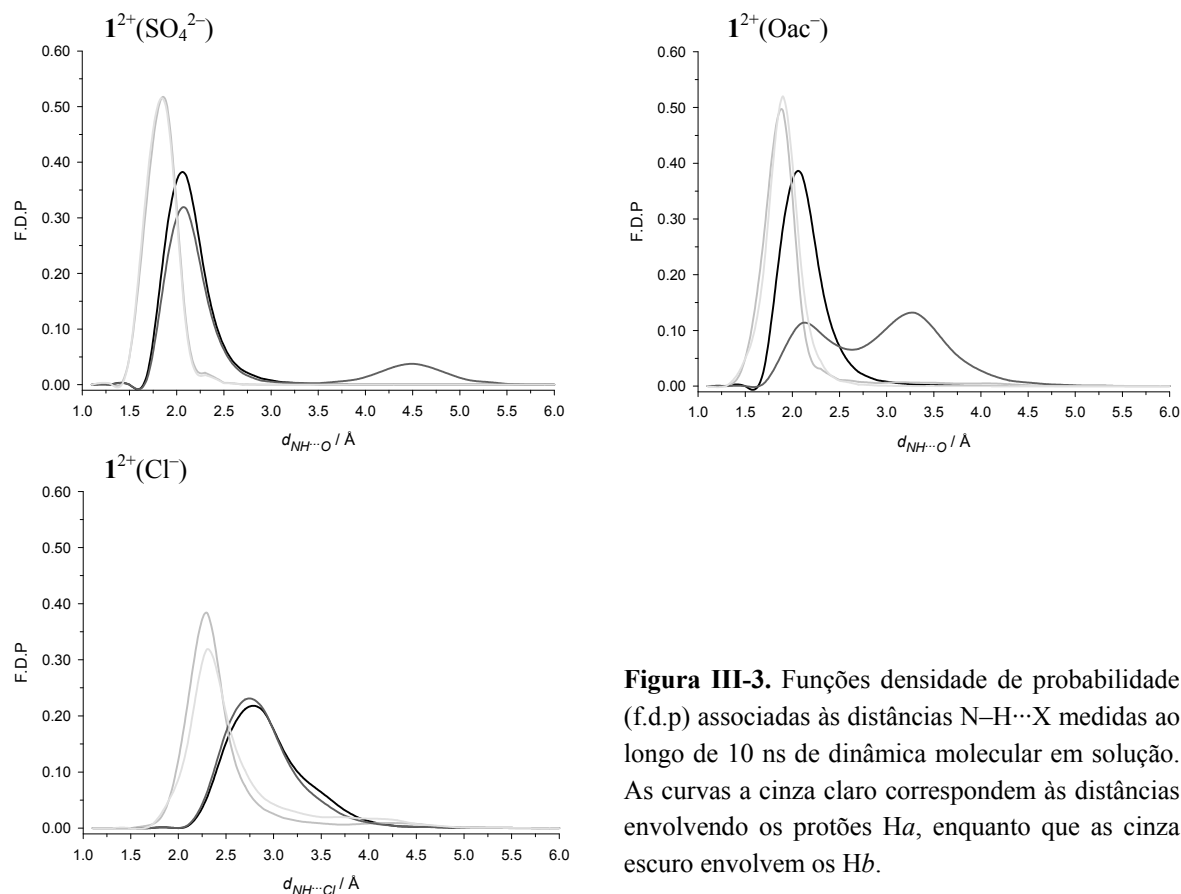 1²⁺(SO₄²⁻)
0.60
0.50
0.40
0.30
0.20
0.10
0.00
F.D.P
1.0 1.5 2.0 2.5 3.0 3.5 4.0 4.5 5.0 5.5 6.0
d_NH···O / Å
1²⁺(Oac⁻)
0.60
0.50
0.40
0.30
0.20
0.10
0.00
F.D.P
1.0 1.5 2.0 2.5 3.0 3.5 4.0 4.5 5.0 5.5 6.0
d_NH···O / Å
1²⁺(Cl⁻)
0.60
0.50
0.40
0.30
0.20
0.10
0.00
F.D.P
1.0 1.5 2.0 2.5 3.0 3.5 4.0 4.5 5.0 5.5 6.0
d_NH···Cl / Å
Figura III-3. Funções densidade de probabilidade
(f.d.p) associadas às distâncias N–H···X medidas ao
longo de 10 ns de dinâmica molecular em solução.
As curvas a cinza claro correspondem às distâncias
envolvendo os protões Ha, enquanto que as cinza
escuro envolvem os Hb.